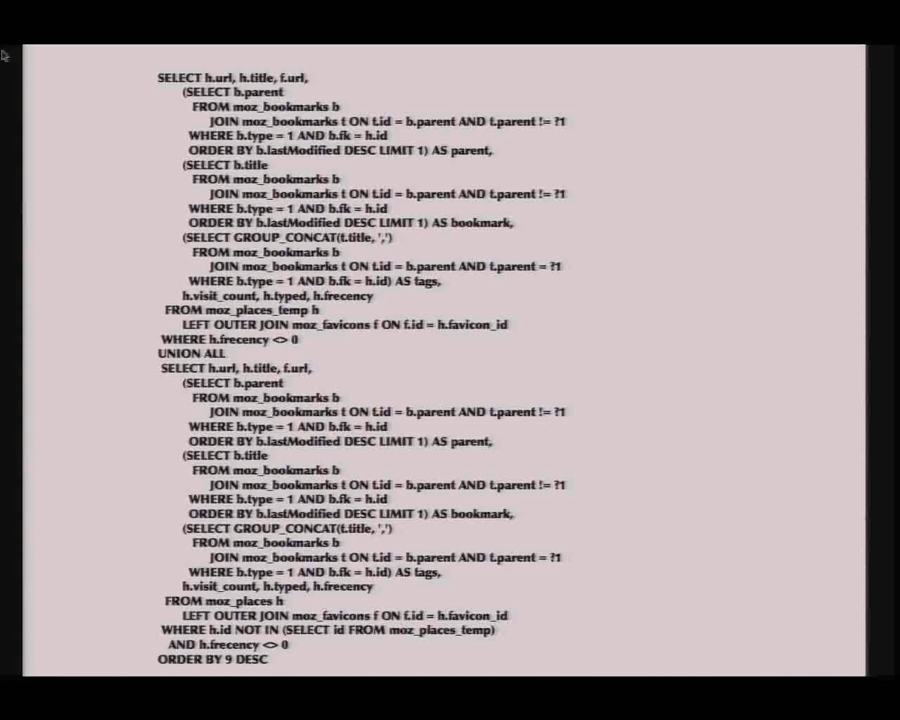 SELECT h.url, h.title, f.url,
(SELECT b.parent
FROM moz_bookmarks b
JOIN moz_bookmarks t ON t.id = b.parent AND t.parent != ?1
WHERE b.type = 1 AND b.fk = h.id
ORDER BY b.lastModified DESC LIMIT 1) AS parent,
(SELECT b.title
FROM moz_bookmarks b
JOIN moz_bookmarks t ON t.id = b.parent AND t.parent != ?1
WHERE b.type = 1 AND b.fk = h.id
ORDER BY b.lastModified DESC LIMIT 1) AS bookmark,
(SELECT GROUP_CONCAT(t.title, ',')
FROM moz_bookmarks b
JOIN moz_bookmarks t ON t.id = b.parent AND t.parent = ?1
WHERE b.type = 1 AND b.fk = h.id) AS tags,
h.visit_count, h.typed, h.frecency
FROM moz_places_temp h
LEFT OUTER JOIN moz_favicons f ON f.id = h.favicon_id
WHERE h.frecency <> 0
UNION ALL
SELECT h.url, h.title, f.url,
(SELECT b.parent
FROM moz_bookmarks b
JOIN moz_bookmarks t ON t.id = b.parent AND t.parent != ?1
WHERE b.type = 1 AND b.fk = h.id
ORDER BY b.lastModified DESC LIMIT 1) AS parent,
(SELECT b.title
FROM moz_bookmarks b
JOIN moz_bookmarks t ON t.id = b.parent AND t.parent != ?1
WHERE b.type = 1 AND b.fk = h.id
ORDER BY b.lastModified DESC LIMIT 1) AS bookmark,
(SELECT GROUP_CONCAT(t.title, ',')
FROM moz_bookmarks b
JOIN moz_bookmarks t ON t.id = b.parent AND t.parent = ?1
WHERE b.type = 1 AND b.fk = h.id) AS tags,
h.visit_count, h.typed, h.frecency
FROM moz_places h
LEFT OUTER JOIN moz_favicons f ON f.id = h.favicon_id
WHERE h.id NOT IN (SELECT id FROM moz_places_temp)
AND h.frecency <> 0
ORDER BY 9 DESC